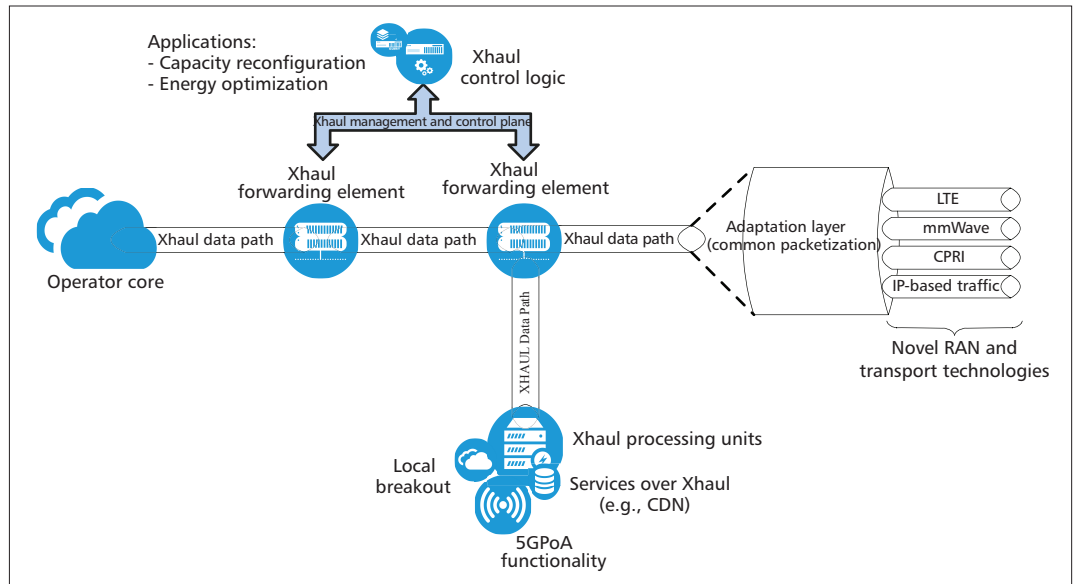 Applications:
- Capacity reconfiguration
- Energy optimization
Xhaul
control logic
Xhaul management and control plane
Xhaul
forwarding element
Xhaul
forwarding element
Operator core
Xhaul data path
Xhaul data path
Xhaul data path
Adaptation layer
(common packetization)
LTE
mmWave
CPRI
IP-based traffic
Novel RAN and
transport technologies
XHAUL Data Path
Xhaul processing units
Local
breakout
Services over Xhaul
(e.g., CDN)
5GPoA
functionality